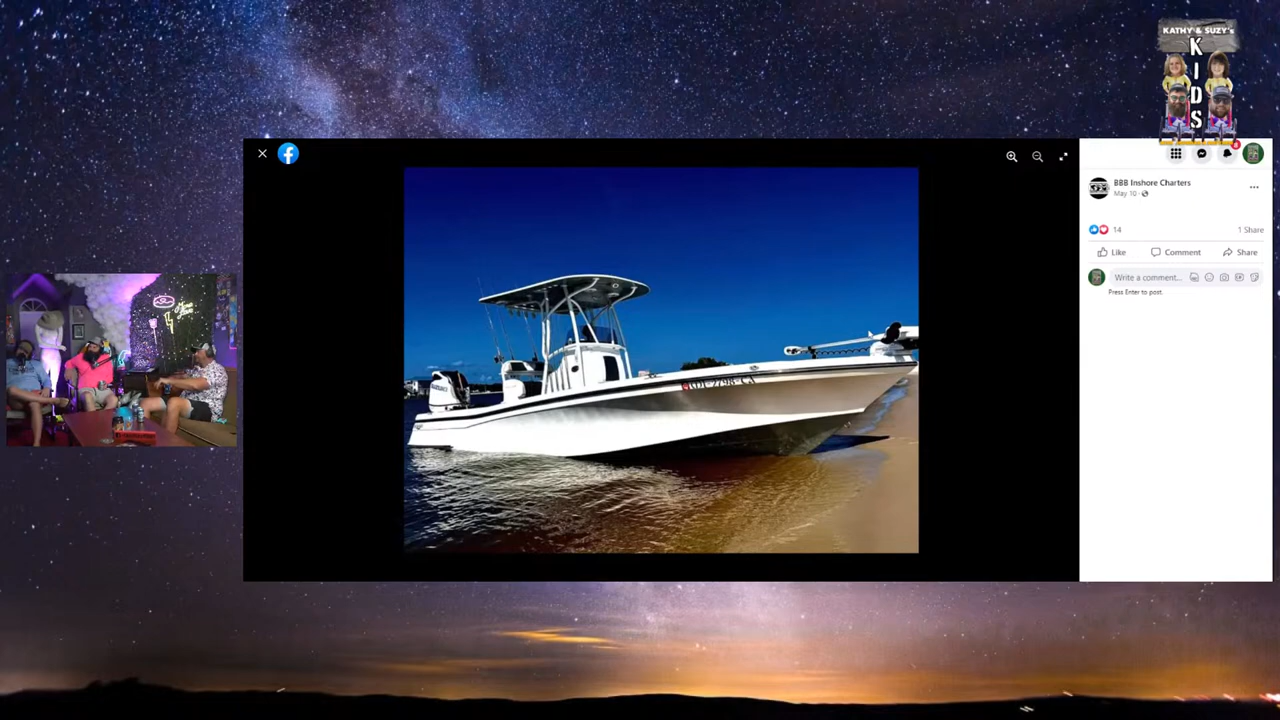 KATHY & SUZY's
KIDS
BBB Inshore Charters
May 10 ·
14
1 Share
Like
Comment
Share
Write a comment...
Press Enter to post.